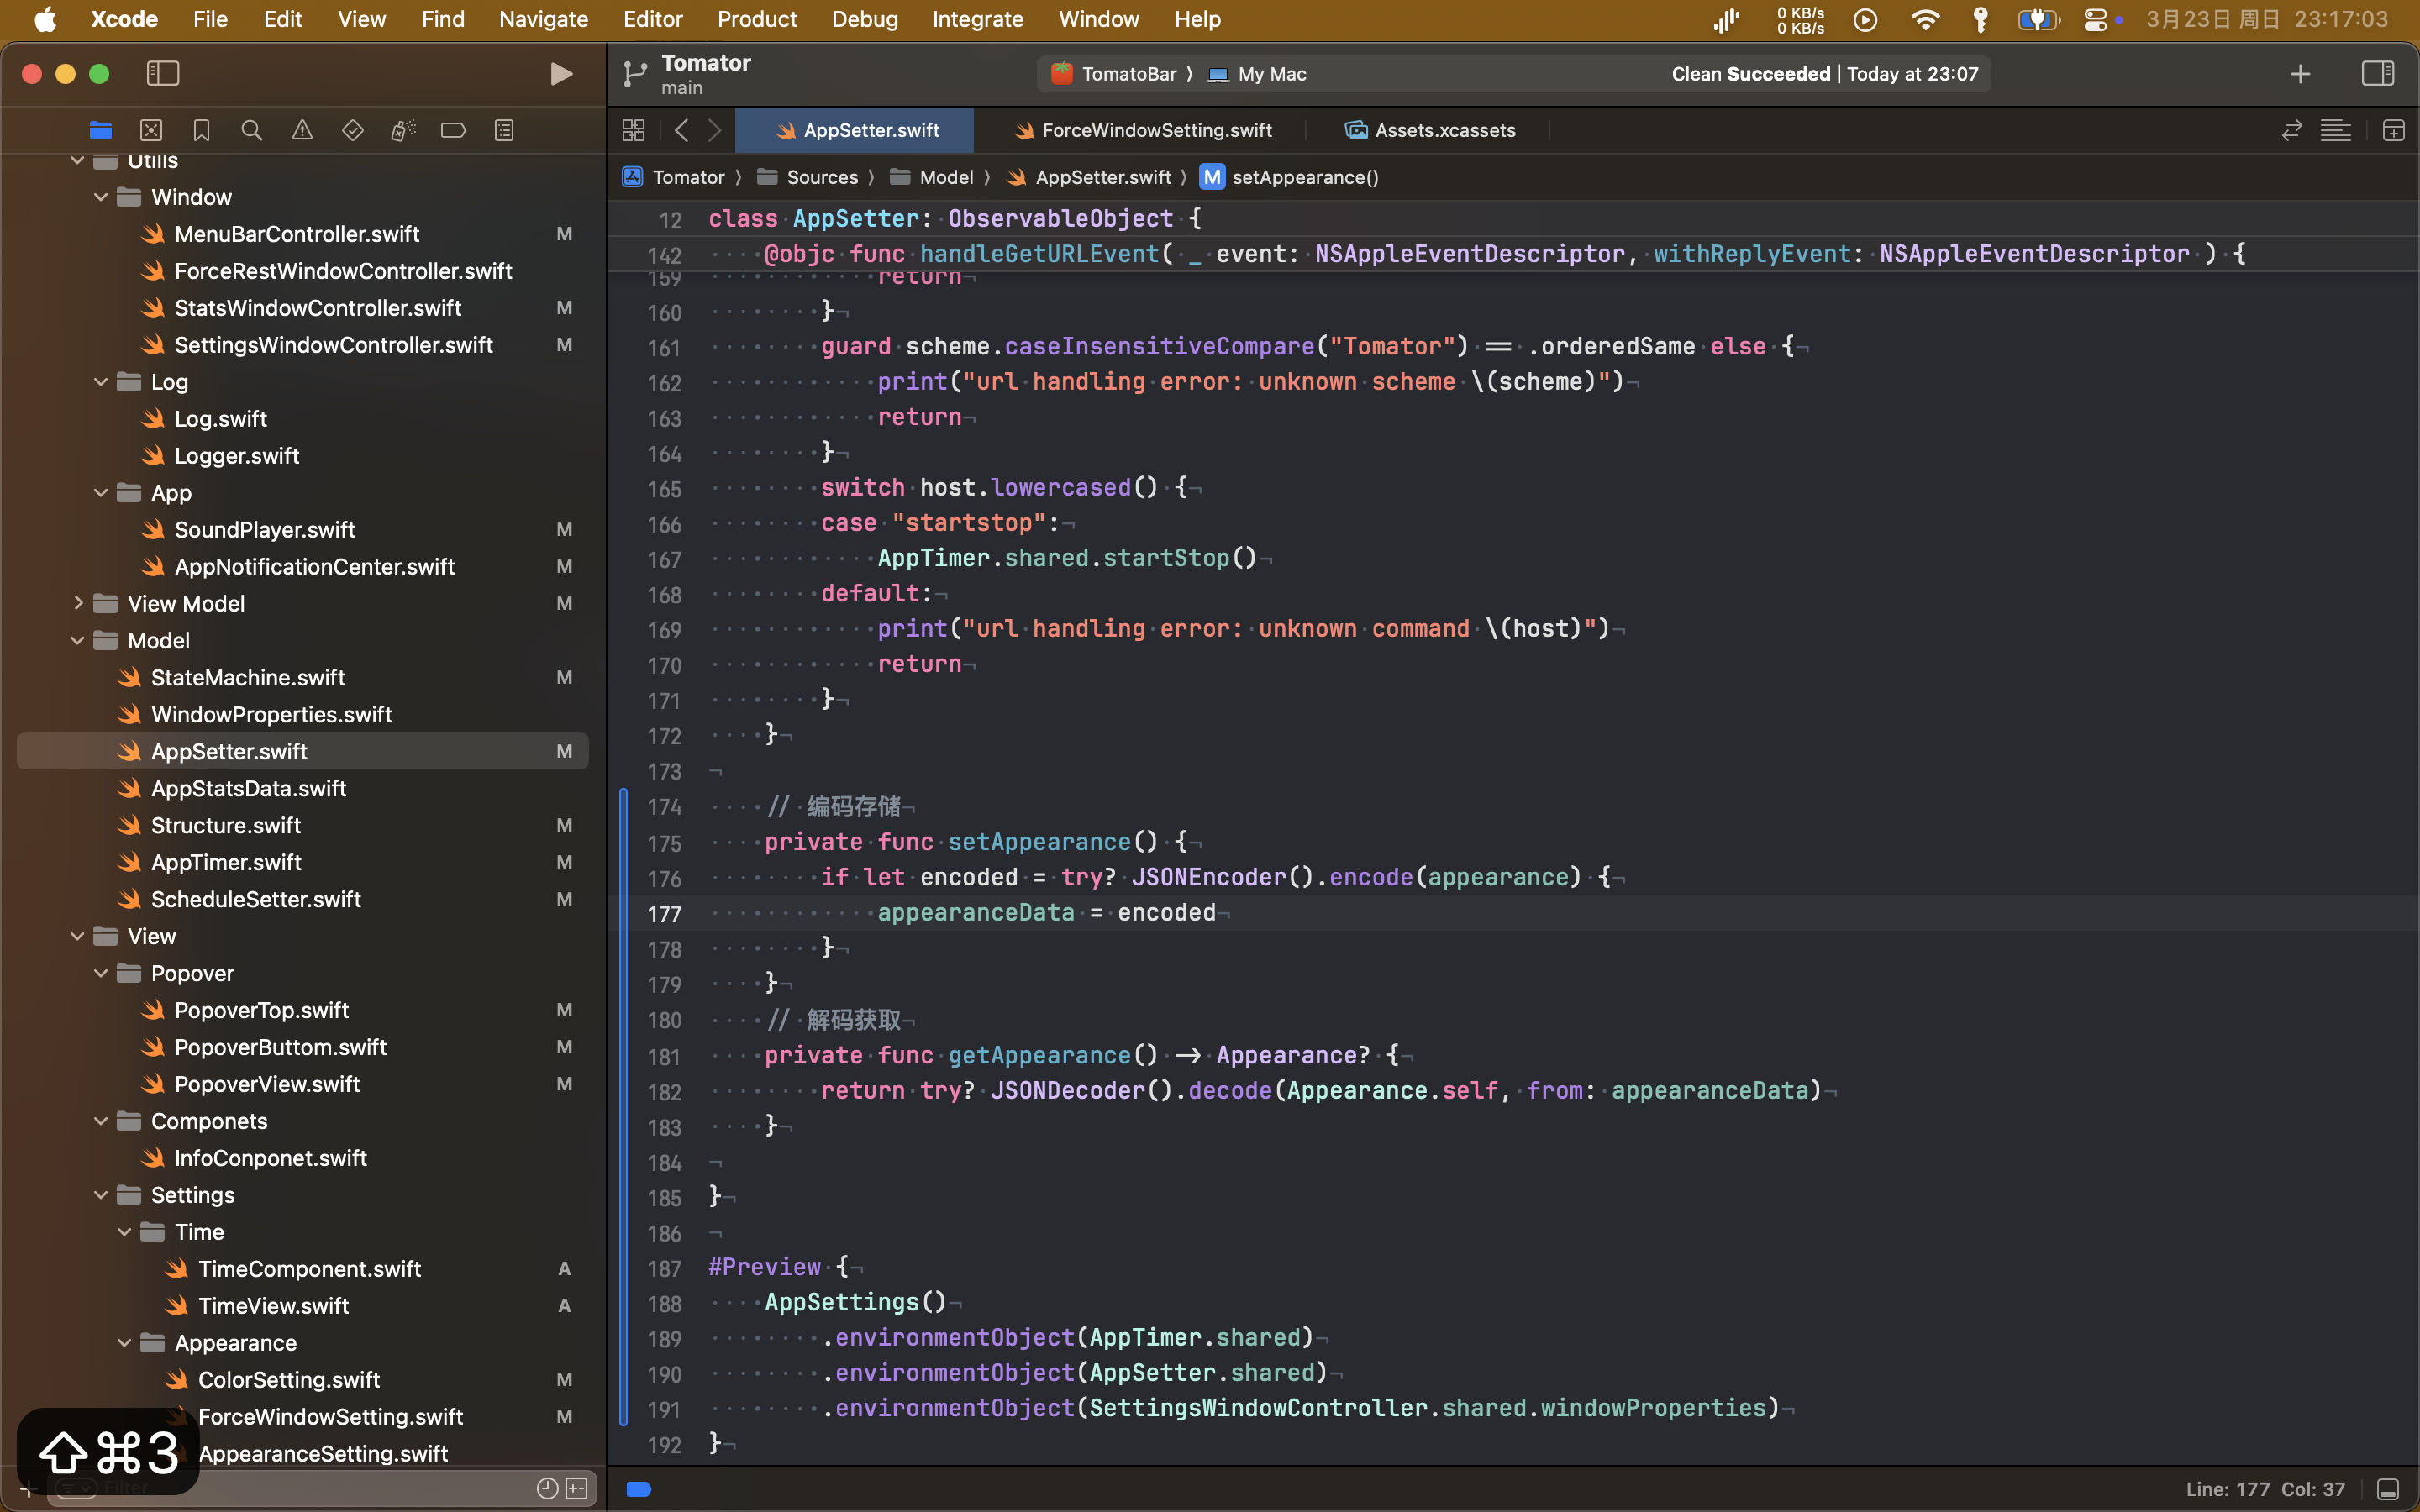 Xcode File Edit View Find Navigate Editor Product Debug Integrate Window Help 0 KB/s 0 KB/s 3月23日 周日 23:17:03
Tomator
main
TomatoBar ⟩ My Mac
Clean Succeeded | Today at 23:07
AppSetter.swift ForceWindowSetting.swift Assets.xcassets
Tomator ⟩ Sources ⟩ Model ⟩ AppSetter.swift ⟩ M setAppearance()
Utills
Window
MenuBarController.swift M
ForceRestWindowController.swift
StatsWindowController.swift M
SettingsWindowController.swift M
Log
Log.swift
Logger.swift
App
SoundPlayer.swift M
AppNotificationCenter.swift M
View Model M
Model
StateMachine.swift M
WindowProperties.swift
AppSetter.swift M
AppStatsData.swift
Structure.swift M
AppTimer.swift M
ScheduleSetter.swift M
View
Popover
PopoverTop.swift M
PopoverButtom.swift M
PopoverView.swift M
Componets
InfoConponet.swift
Settings
Time
TimeComponent.swift A
TimeView.swift A
Appearance
ColorSetting.swift M
ForceWindowSetting.swift M
AppearanceSetting.swift
Filter
⇧⌘3
12 class AppSetter: ObservableObject {
142 @objc func handleGetURLEvent( _ event: NSAppleEventDescriptor, withReplyEvent: NSAppleEventDescriptor ) {
159 return
160 }
161 guard scheme.caseInsensitiveCompare("Tomator") == .orderedSame else {
162 print("url handling error: unknown scheme \(scheme)")
163 return
164 }
165 switch host.lowercased() {
166 case "startstop":
167 AppTimer.shared.startStop()
168 default:
169 print("url handling error: unknown command \(host)")
170 return
171 }
172 }
173
174 // 编码存储
175 private func setAppearance() {
176 if let encoded = try? JSONEncoder().encode(appearance) {
177 appearanceData = encoded
178 }
179 }
180 // 解码获取
181 private func getAppearance() -> Appearance? {
182 return try? JSONDecoder().decode(Appearance.self, from: appearanceData)
183 }
184
185 }
186
187 #Preview {
188 AppSettings()
189 .environmentObject(AppTimer.shared)
190 .environmentObject(AppSetter.shared)
191 .environmentObject(SettingsWindowController.shared.windowProperties)
192 }
Line: 177 Col: 37